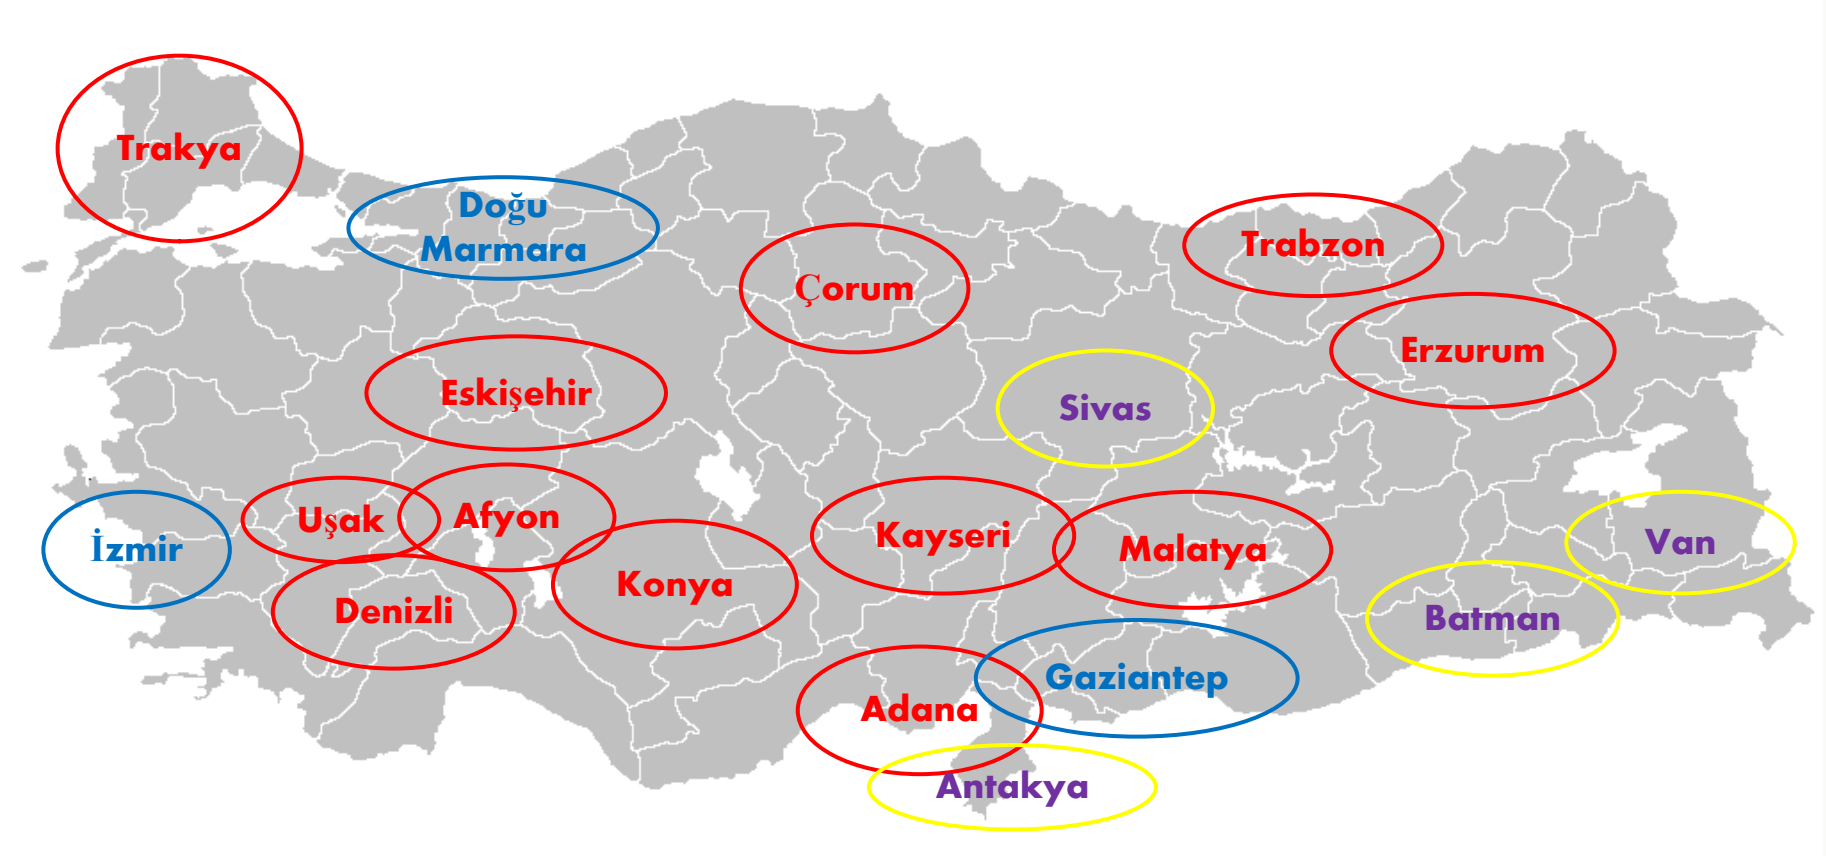 Trakya
Doğu
Marmara
Trabzon
Çorum
Erzurum
Eskişehir
Sivas
Uşak
Afyon
İzmir
Kayseri
Malatya
Van
Konya
Denizli
Batman
Gaziantep
Adana
Antakya